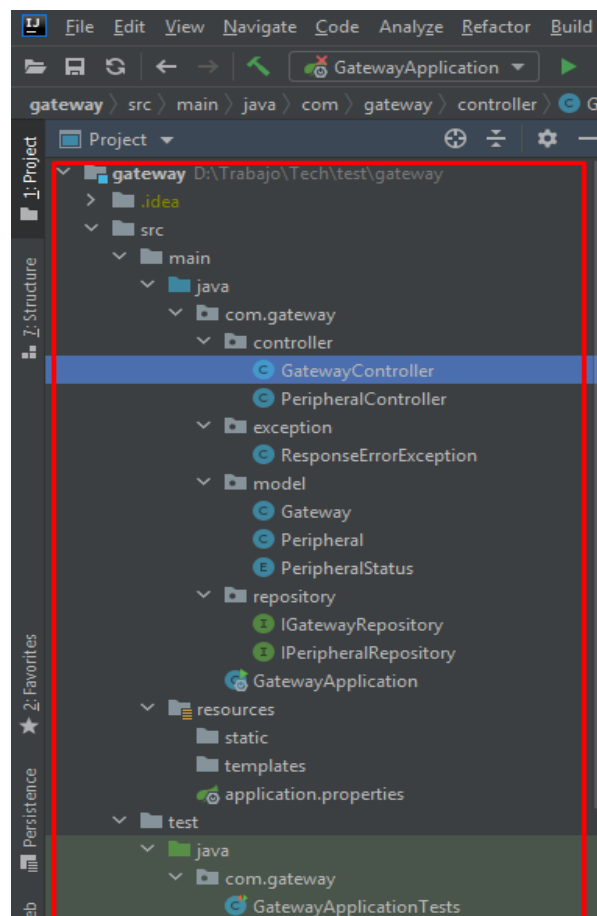 IJ File Edit View Navigate Code Analyze Refactor Build
GatewayApplication
gateway src main java com gateway controller G
Project
gateway D:\Trabajo\Tech\test\gateway
.idea
src
main
java
com.gateway
controller
GatewayController
PeripheralController
exception
ResponseErrorException
model
Gateway
Peripheral
PeripheralStatus
repository
IGatewayRepository
IPeripheralRepository
GatewayApplication
resources
static
templates
application.properties
test
java
com.gateway
GatewayApplicationTests
1: Project
7: Structure
2: Favorites
Persistence
eb